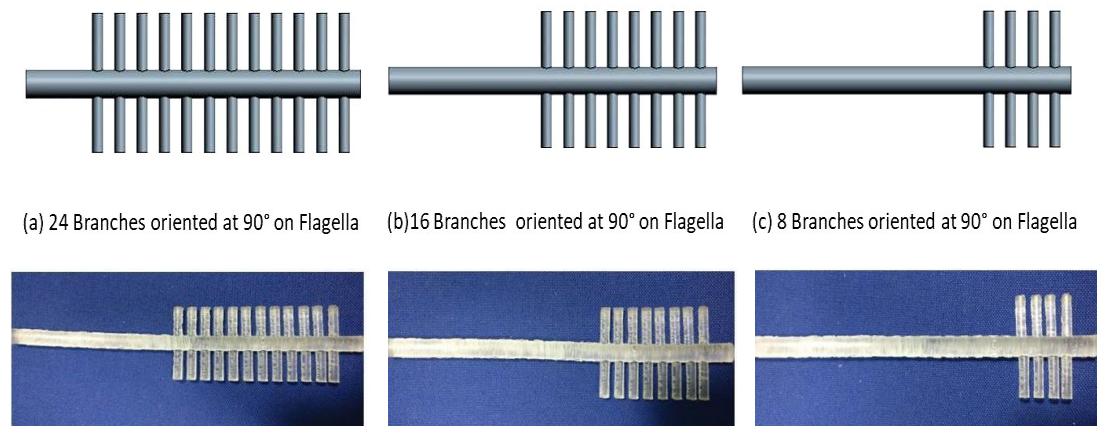 (a) 24 Branches oriented at 90° on Flagella
(b)16 Branches  oriented at 90° on Flagella
(c) 8 Branches oriented at 90° on Flagella